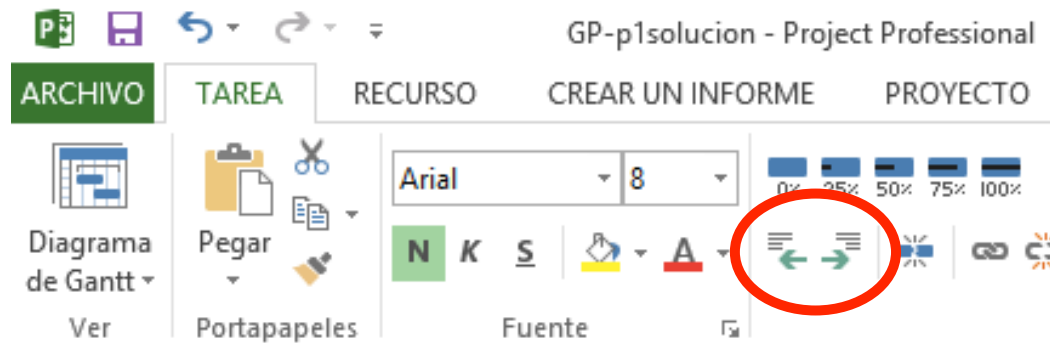 GP-p1solucion - Project Professional
ARCHIVO TAREA RECURSO CREAR UN INFORME PROYECTO
Arial 8 0% 25% 50% 75% 100%
Diagrama de Gantt
Pegar
N K S A
Ver Portapapeles Fuente